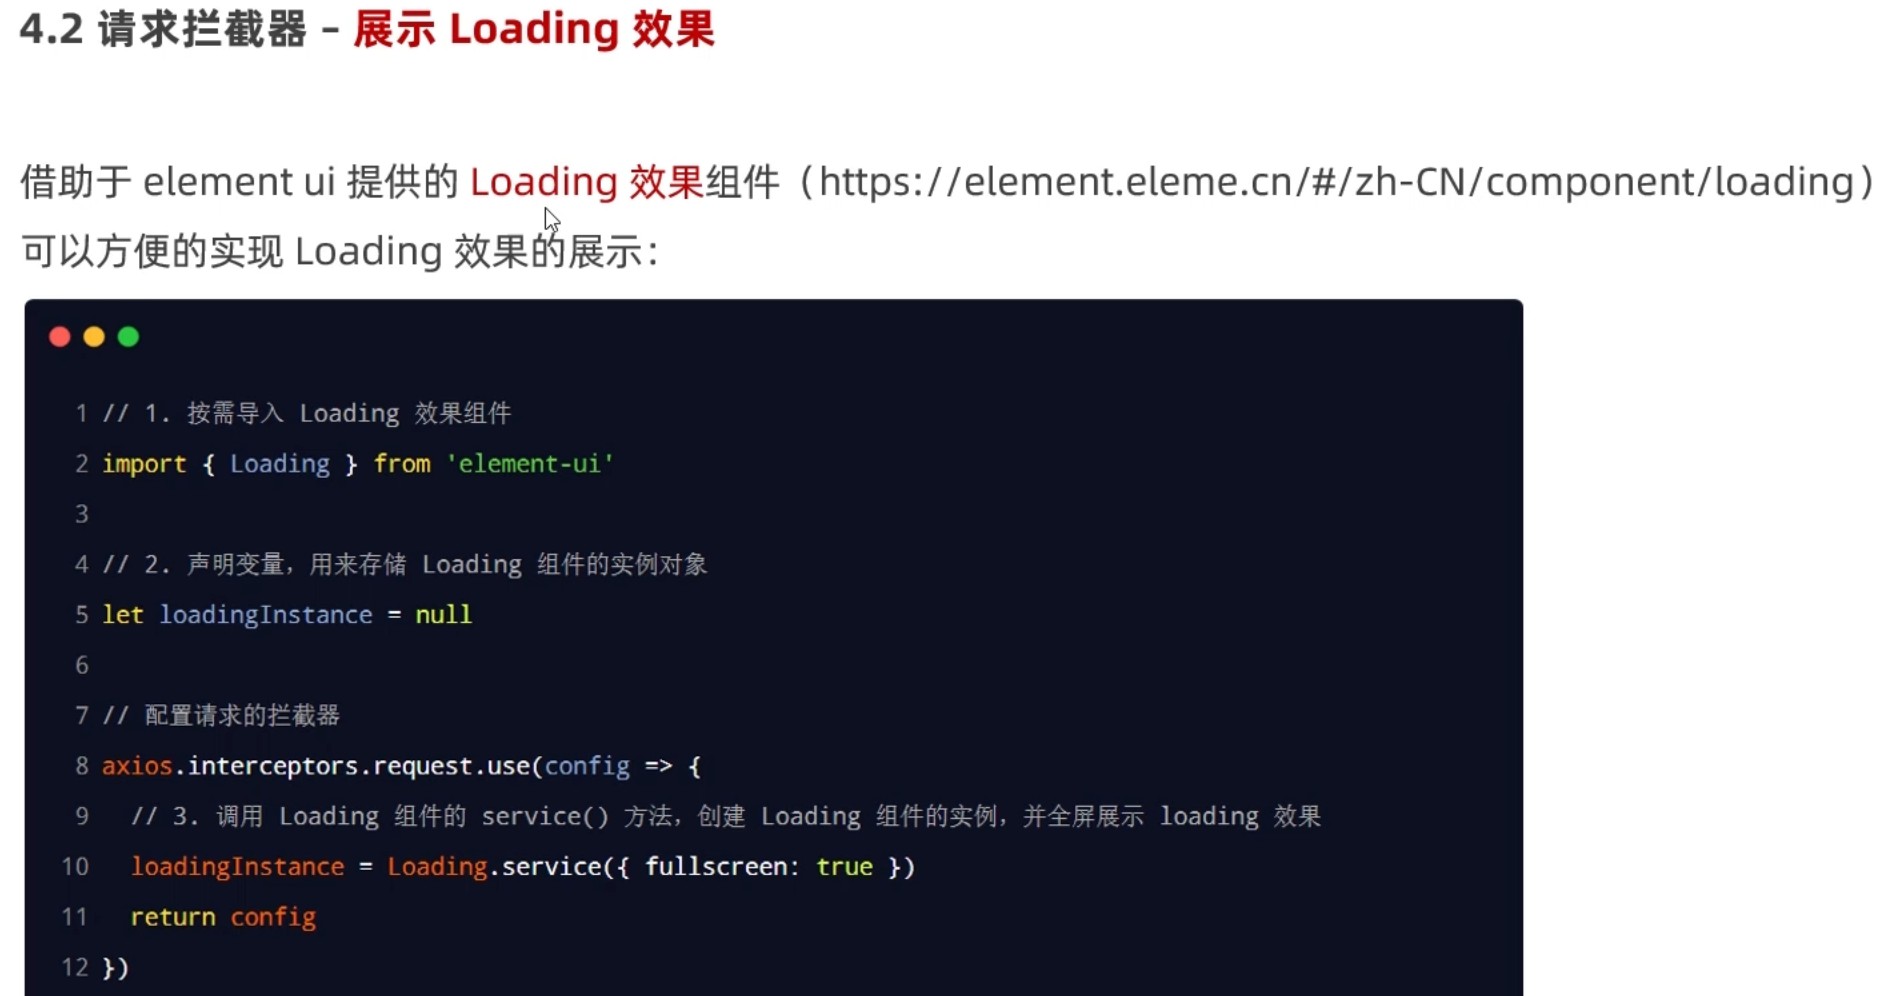 4.2 请求拦截器 – 展示 Loading 效果
借助于 element ui 提供的 Loading 效果组件（https://element.eleme.cn/#/zh-CN/component/loading）
可以方便的实现 Loading 效果的展示：
1 // 1. 按需导入 Loading 效果组件
2 import { Loading } from 'element-ui'
3
4 // 2. 声明变量，用来存储 Loading 组件的实例对象
5 let loadingInstance = null
6
7 // 配置请求的拦截器
8 axios.interceptors.request.use(config => {
9   // 3. 调用 Loading 组件的 service() 方法，创建 Loading 组件的实例，并全屏展示 loading 效果
10   loadingInstance = Loading.service({ fullscreen: true })
11   return config
12 })